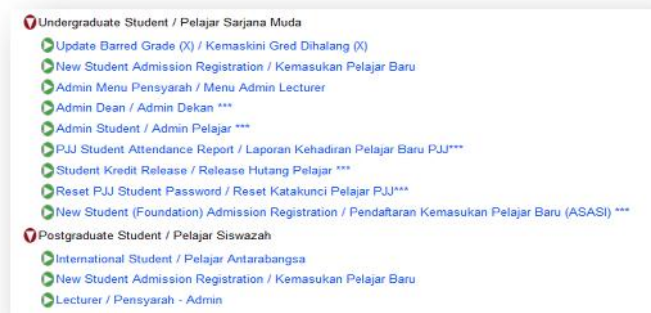 Undergraduate Student / Pelajar Sarjana Muda
Update Barred Grade (X) / Kemaskini Gred Dihalang (X)
New Student Admission Registration / Kemasukan Pelajar Baru
Admin Menu Pensyarah / Menu Admin Lecturer
Admin Dean / Admin Dekan ***
Admin Student / Admin Pelajar ***
PJJ Student Attendance Report / Laporan Kehadiran Pelajar Baru PJJ***
Student Kredit Release / Release Hutang Pelajar ***
Reset PJJ Student Password / Reset Katakunci Pelajar PJJ***
New Student (Foundation) Admission Registration / Pendaftaran Kemasukan Pelajar Baru (ASASI) ***
Postgraduate Student / Pelajar Siswazah
International Student / Pelajar Antarabangsa
New Student Admission Registration / Kemasukan Pelajar Baru
Lecturer / Pensyarah - Admin